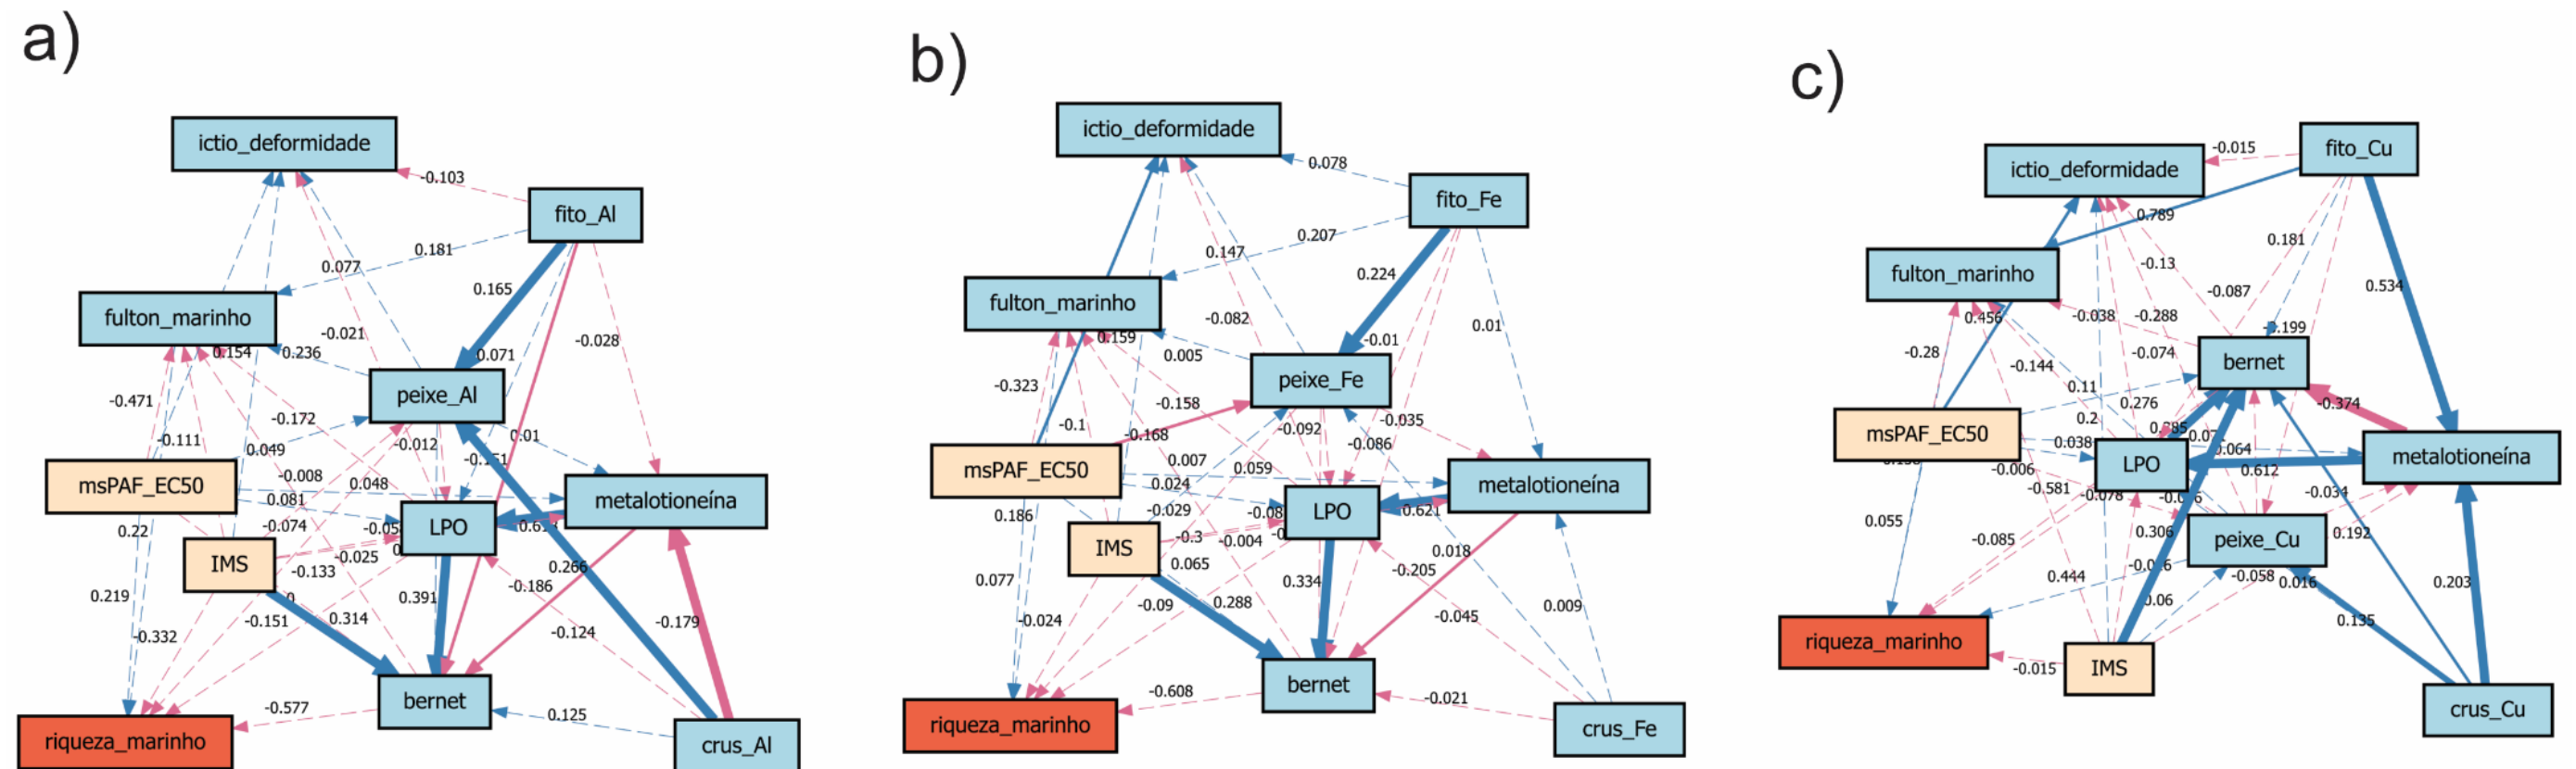 a)
ictio_deformidade
-0.103
fito_Al
0.181
0.077
0.165
fulton_marinho
-0.021
-0.028
0.154
0.236
0.071
peixe_Al
-0.471
-0.172
-0.111
-0.012
0.01
0.049
-0.008
0.048
msPAF_EC50
metalotioneína
0.081
-0.074
LPO
0.22
-0.025
IMS
-0.133
0.266
-0.186
0.219
0
0.391
-0.151
0.314
-0.332
-0.124
-0.179
bernet
-0.577
0.125
riqueza_marinho
crus_Al
b)
ictio_deformidade
0.078
fito_Fe
0.207
0.147
0.224
fulton_marinho
-0.082
0.01
0.159
-0.01
0.005
peixe_Fe
-0.323
-0.158
-0.1
-0.168
-0.092
-0.035
-0.086
0.007
0.059
msPAF_EC50
metalotioneína
0.024
-0.029
LPO
0.621
0.186
-0.3
-0.004
IMS
0.065
0.018
-0.205
0.077
0.334
-0.09
0.288
0.009
-0.024
-0.045
bernet
-0.608
-0.021
riqueza_marinho
crus_Fe
c)
-0.015
fito_Cu
ictio_deformidade
0.789
0.181
-0.13
fulton_marinho
-0.087
0.534
0.456
-0.038
-0.288
-0.199
-0.28
-0.074
bernet
-0.144
0.11
0.276
-0.374
0.2
msPAF_EC50
0.038
LPO
metalotioneína
-0.006
0.612
-0.581
-0.078
-0.034
0.055
0.306
peixe_Cu
0.192
-0.085
0.444
-0.058
0.016
0.203
0.06
0.135
riqueza_marinho
-0.015
IMS
crus_Cu